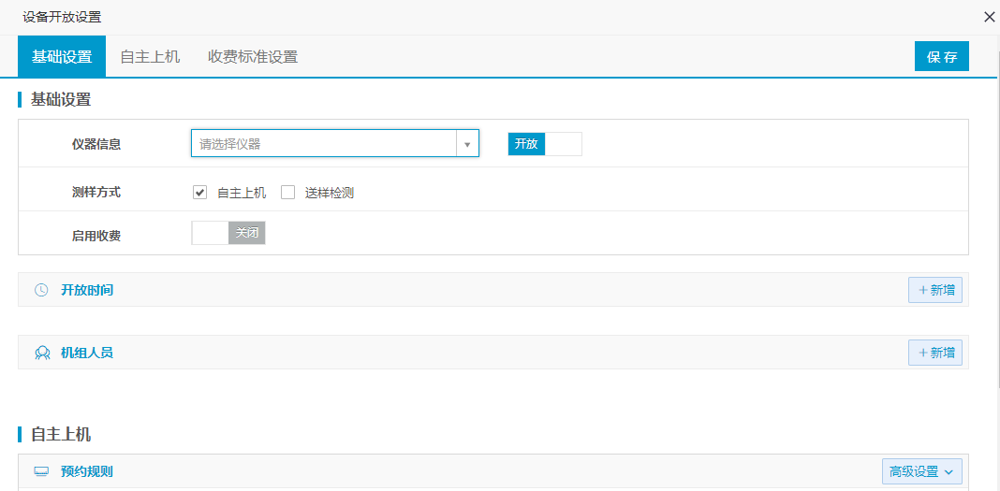 设备开放设置
基础设置 自主上机 收费标准设置 保存
基础设置
仪器信息 请选择仪器 开放
测样方式 自主上机 送样检测
启用收费 关闭
开放时间 +新增
机组人员 +新增
自主上机
预约规则 高级设置